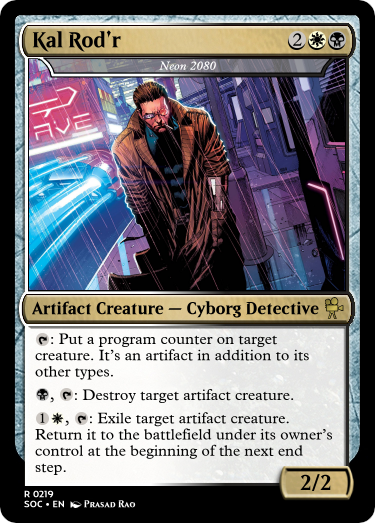 Kal Rod'r 2
Neon 2080
AVE
Artifact Creature — Cyborg Detective
: Put a program counter on target
creature. It's an artifact in addition to its
other types.
, : Destroy target artifact creature.
1 , : Exile target artifact creature.
Return it to the battlefield under its owner's
control at the beginning of the next end
step.
2/2
R 0219
SOC • EN Prasad Rao